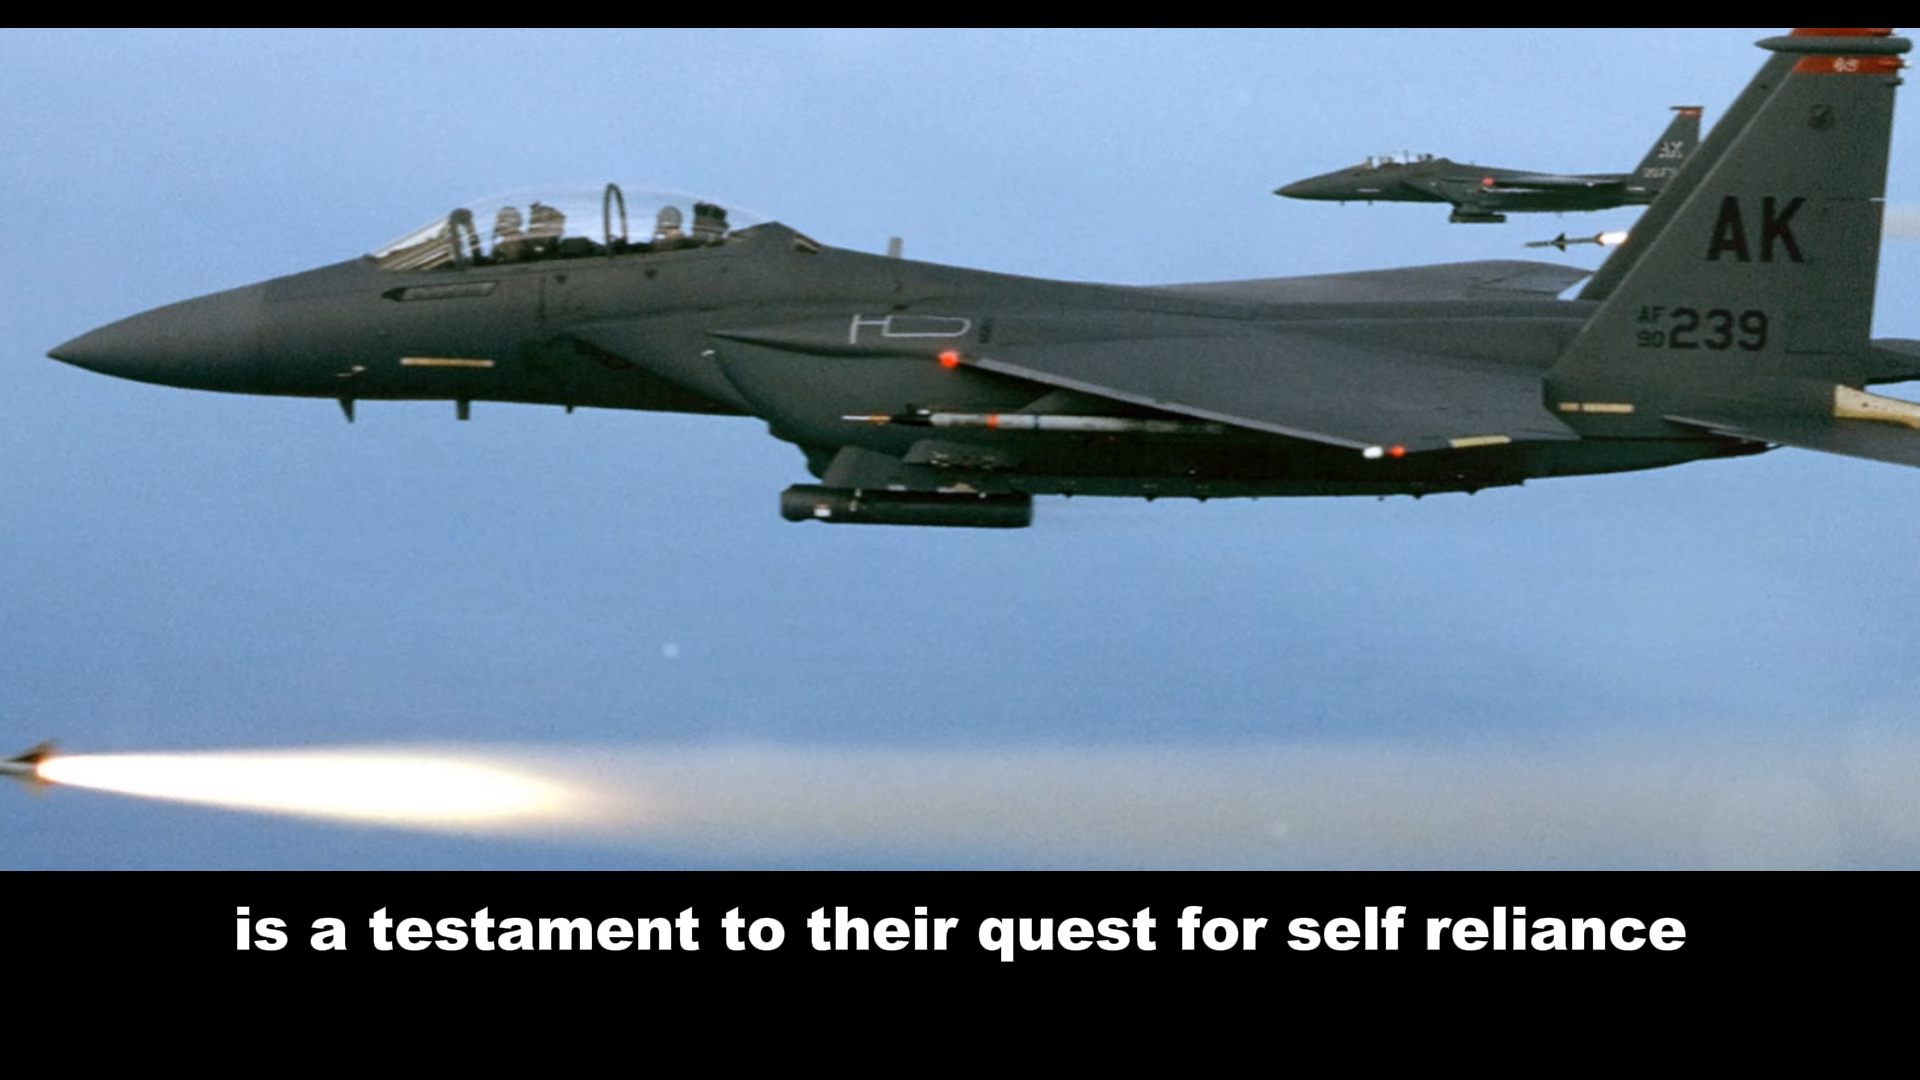 AK
AF
90 239
is a testament to their quest for self reliance